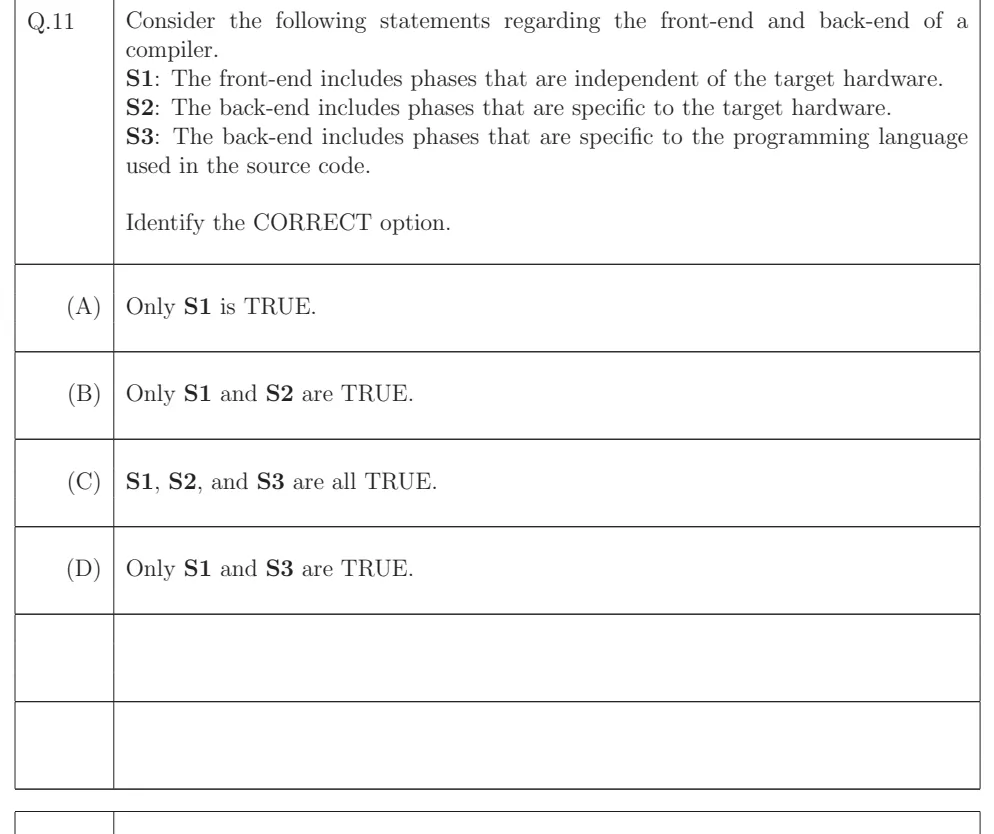 Q.11 Consider the following statements regarding the front-end and back-end of a
compiler.
S1: The front-end includes phases that are independent of the target hardware.
S2: The back-end includes phases that are specific to the target hardware.
S3: The back-end includes phases that are specific to the programming language
used in the source code.
Identify the CORRECT option.
(A) Only S1 is TRUE.
(B) Only S1 and S2 are TRUE.
(C) S1, S2, and S3 are all TRUE.
(D) Only S1 and S3 are TRUE.